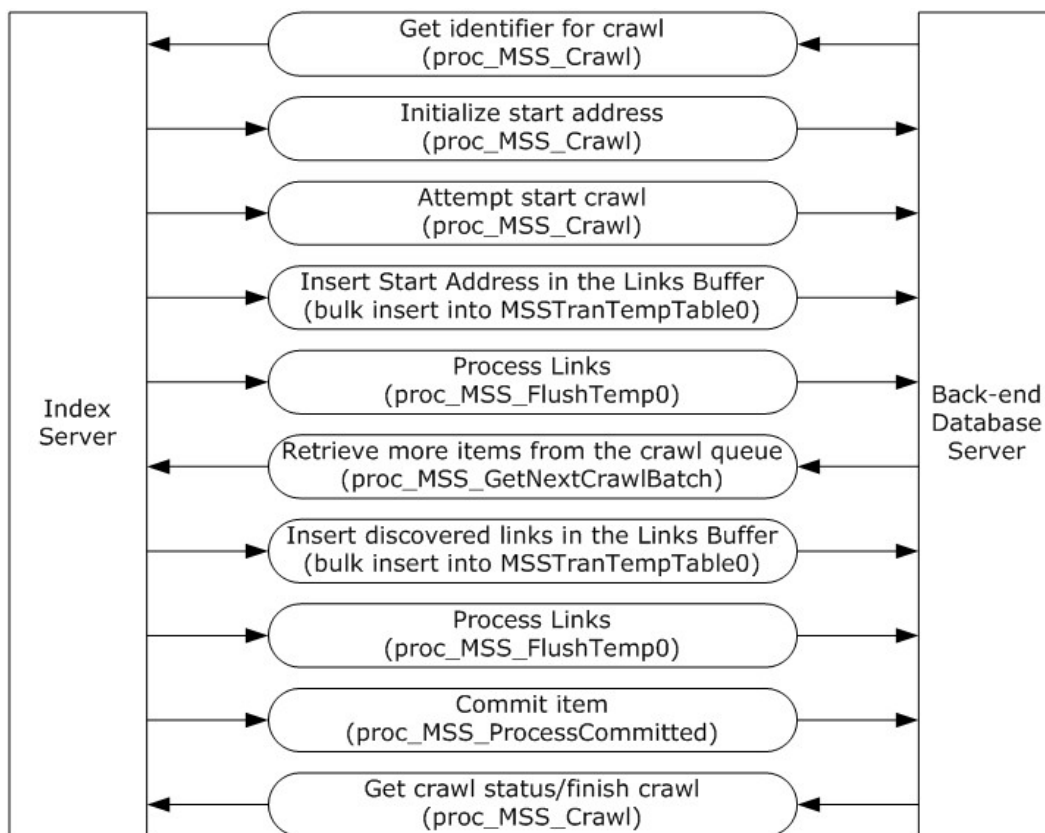 Get identifier for crawl
(proc_MSS_Crawl)
Initialize start address
(proc_MSS_Crawl)
Attempt start crawl
(proc_MSS_Crawl)
Insert Start Address in the Links Buffer
(bulk insert into MSSTranTempTable0)
Process Links
(proc_MSS_FlushTemp0)
Index
Server
Back-end
Database
Server
Retrieve more items from the crawl queue
(proc_MSS_GetNextCrawlBatch)
Insert discovered links in the Links Buffer
(bulk insert into MSSTranTempTable0)
Process Links
(proc_MSS_FlushTemp0)
Commit item
(proc_MSS_ProcessCommitted)
Get crawl status/finish crawl
(proc_MSS_Crawl)